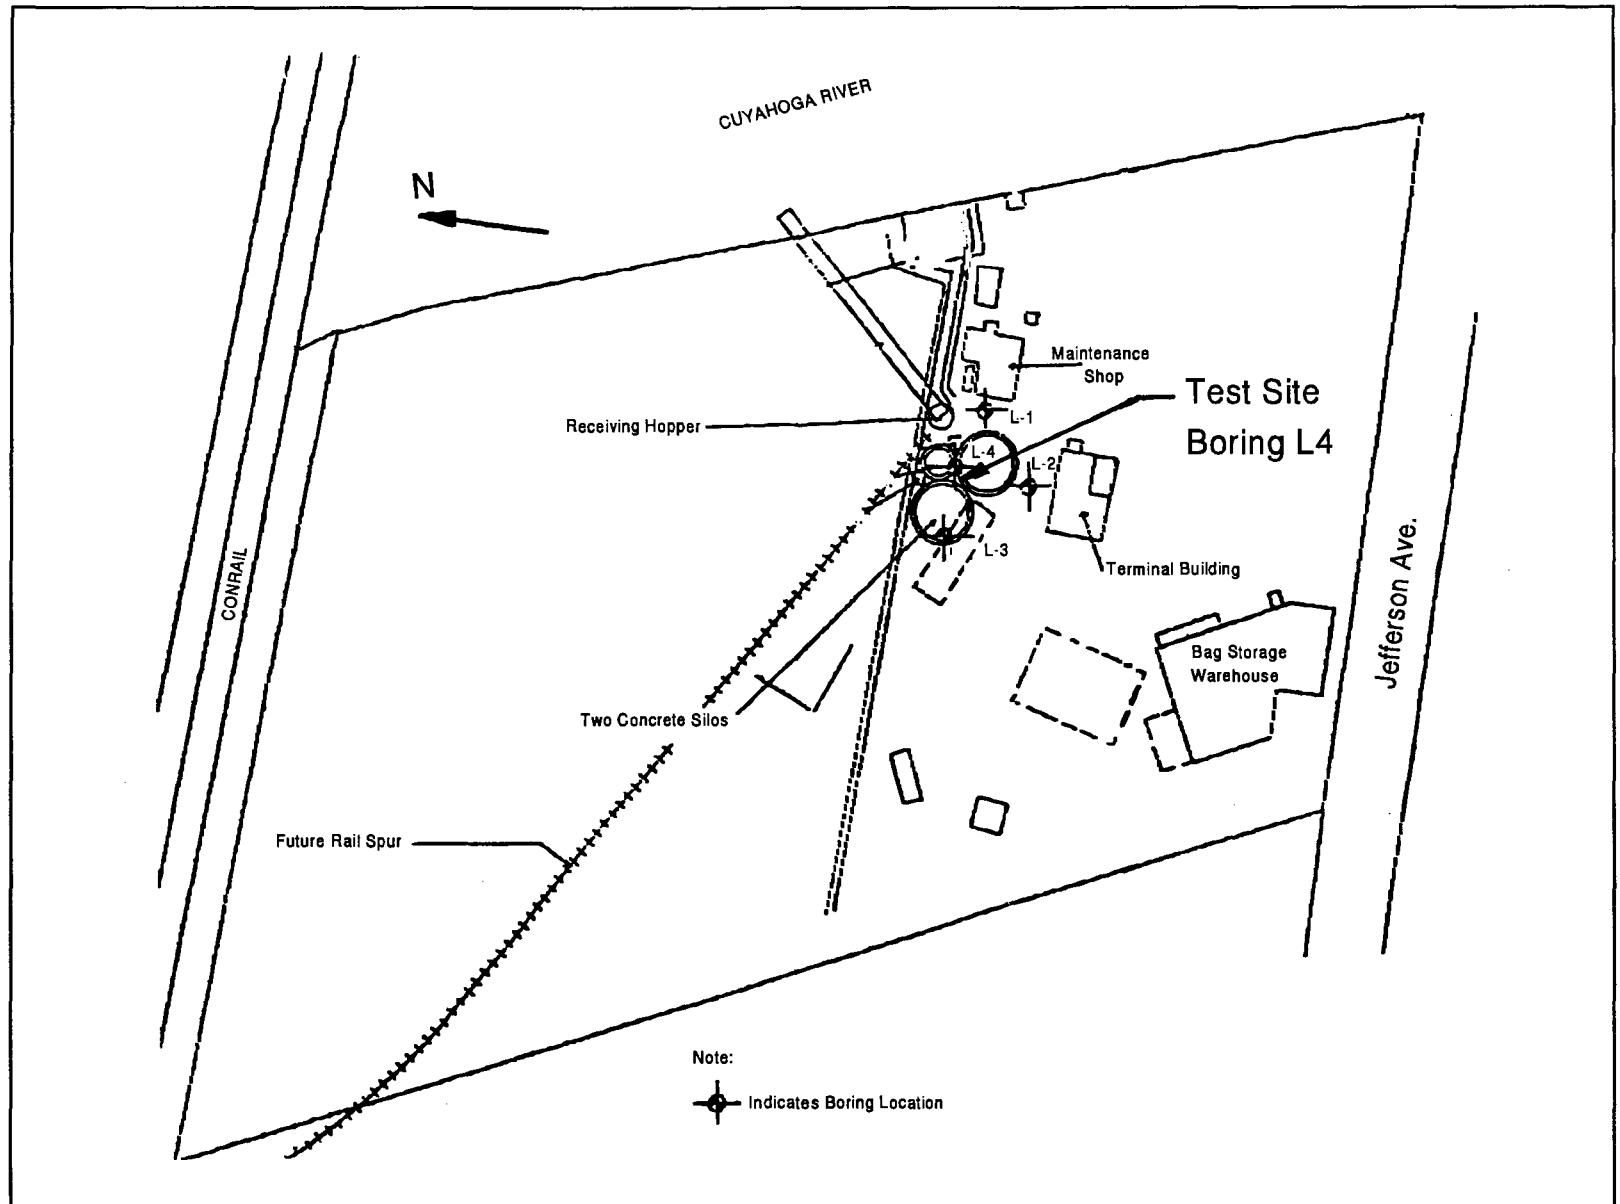 CUYAHOGA RIVER
N
Maintenance
Shop
Test Site
Boring L4
Receiving Hopper
L-1
L-4
L-2
L-3
Terminal Building
CONRAIL
Jefferson Ave.
Bag Storage
Warehouse
Two Concrete Silos
Future Rail Spur
Note:
Indicates Boring Location